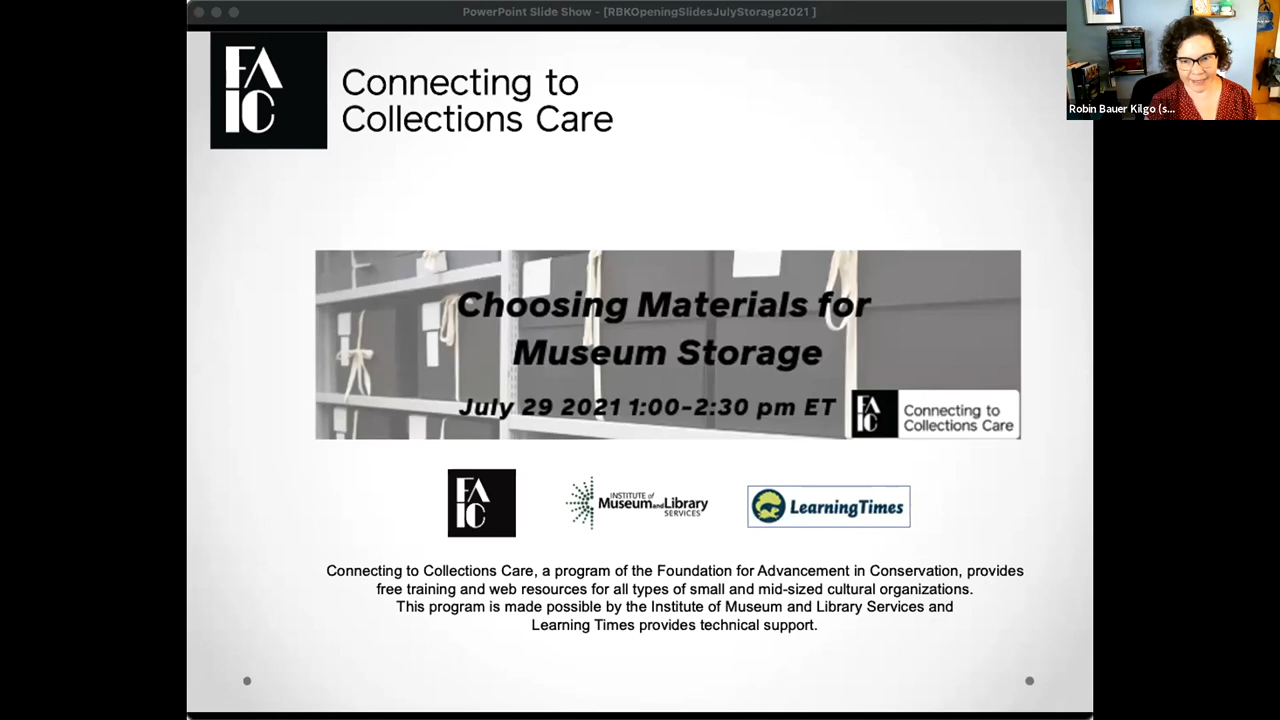 PowerPoint Slide Show - [RBKOpeningSlidesJulyStorage2021 ]
FA
IC
Connecting to
Collections Care
Robin Bauer Kilgo (s...
Choosing Materials for
Museum Storage
July 29 2021 1:00-2:30 pm ET
FA
IC
Connecting to
Collections Care
FA
IC
INSTITUTE of
Museum and Library
SERVICES
LearningTimes
Connecting to Collections Care, a program of the Foundation for Advancement in Conservation, provides
free training and web resources for all types of small and mid-sized cultural organizations.
This program is made possible by the Institute of Museum and Library Services and
Learning Times provides technical support.